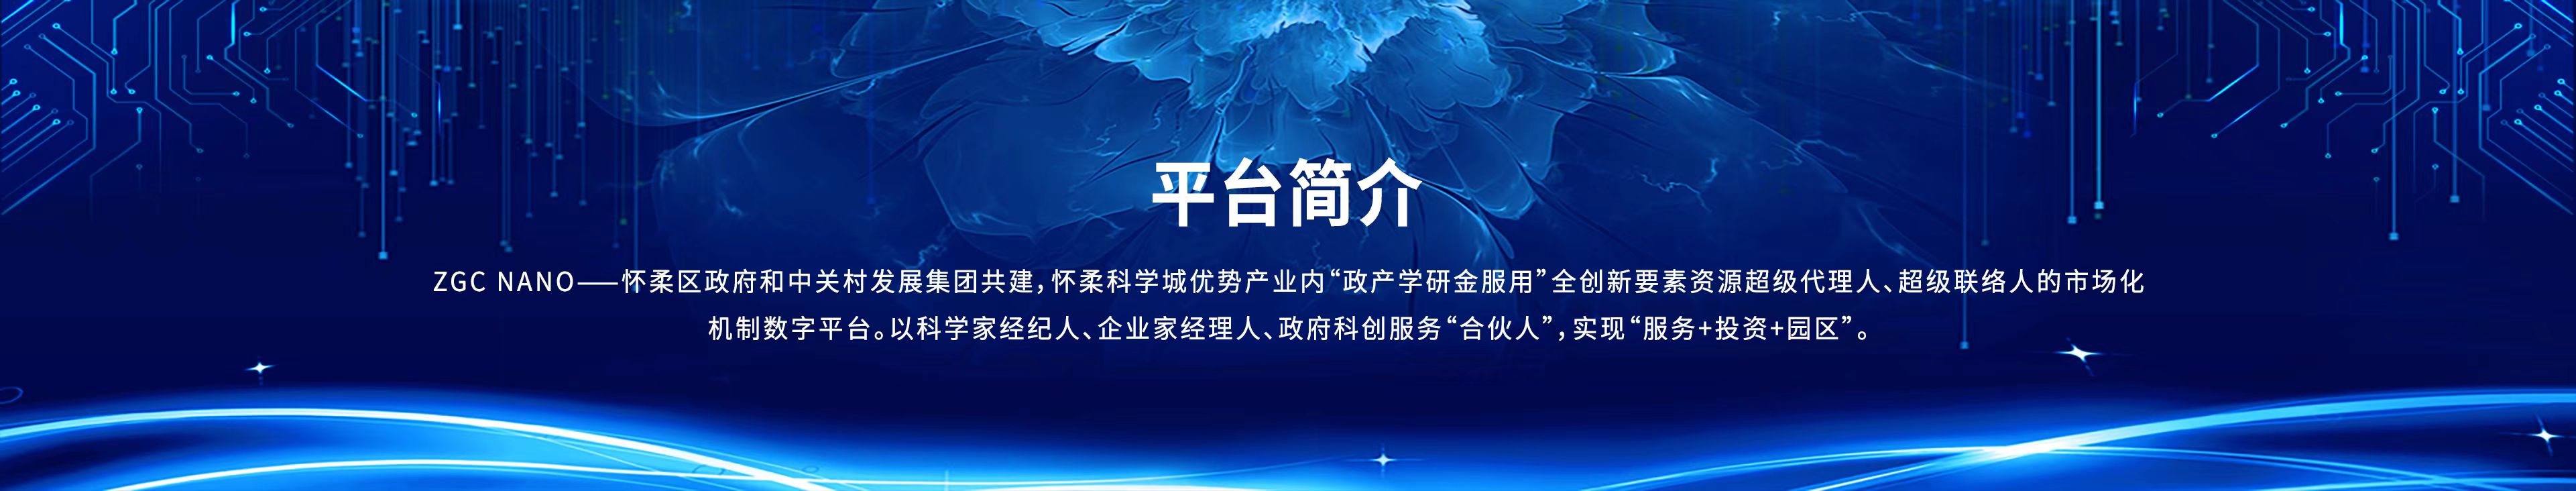 平台简介
ZGC NANO——怀柔区政府和中关村发展集团共建，怀柔科学城优势产业内“政产学研金服用”全创新要素资源超级代理人、超级联络人的市场化
机制数字平台。以科学家经纪人、企业家经理人、政府科创服务“合伙人”，实现“服务+投资+园区”。